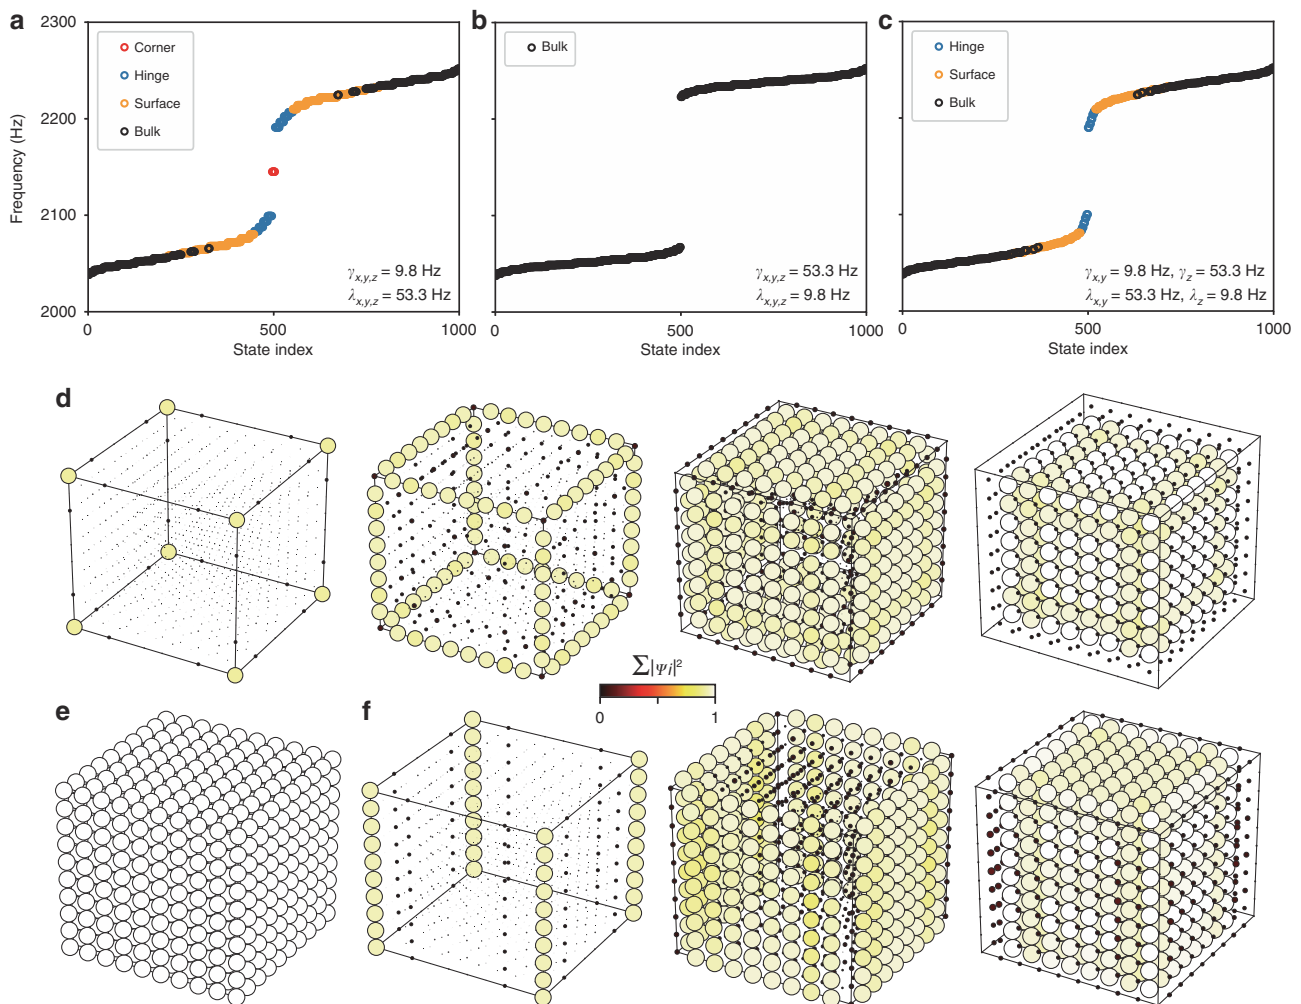 a
b
c
2300
2200
2100
2000
Frequency (Hz)
Corner
Hinge
Surface
Bulk
γx,y,z = 9.8 Hz
λx,y,z = 53.3 Hz
0
500
1000
State index
Bulk
γx,y,z = 53.3 Hz
λx,y,z = 9.8 Hz
0
500
1000
State index
Hinge
Surface
Bulk
γx,y = 9.8 Hz, γz = 53.3 Hz
λx,y = 53.3 Hz, λz = 9.8 Hz
0
500
1000
State index
d
∑|Ψi|²
0
1
e
f